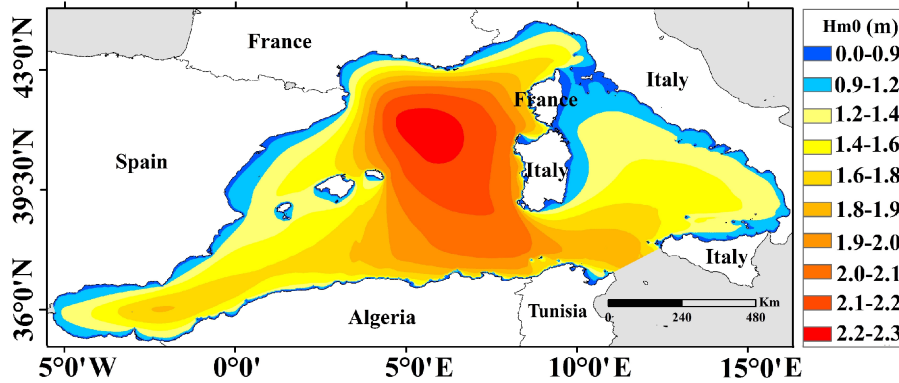 France
Italy
France
Spain
Italy
Italy
Algeria
Tunisia
Km
0 240 480
43°0'N
39°30'N
36°0'N
5°0'W 0°0' 5°0'E 10°0'E 15°0'E
Hm0 (m)
0.0-0.9
0.9-1.2
1.2-1.4
1.4-1.6
1.6-1.8
1.8-1.9
1.9-2.0
2.0-2.1
2.1-2.2
2.2-2.3